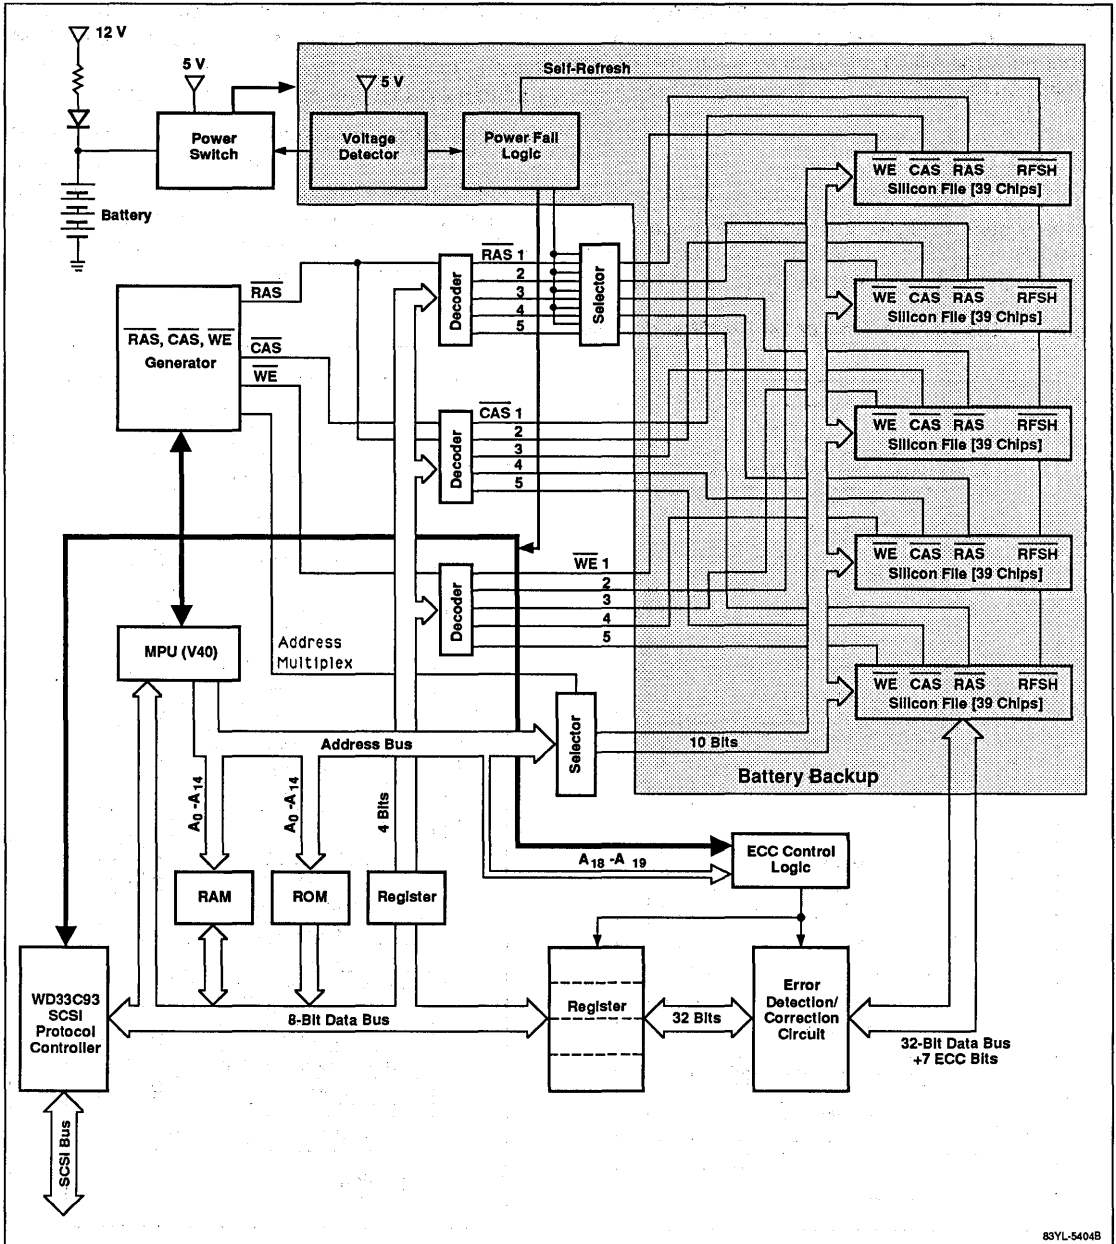 12 V
5 V
Self-Refresh
5 V
Power
Switch
Voltage
Detector
Power Fail
Logic
WE CAS RAS RFSH
Silicon File [39 Chips]
Battery
RAS
RAS, CAS, WE
Generator
CAS
WE
Decoder
RAS 1
2
3
4
5
Selector
WE CAS RAS RFSH
Silicon File [39 Chips]
Decoder
CAS 1
2
3
4
5
WE CAS RAS RFSH
Silicon File [39 Chips]
Decoder
WE 1
2
3
4
5
WE CAS RAS RFSH
Silicon File [39 Chips]
MPU (V40)
Address
Multiplex
WE CAS RAS RFSH
Silicon File [39 Chips]
Address Bus
Selector
10 Bits
Battery Backup
A0 -A14
A0 -A14
4 Bits
RAM
ROM
Register
A18 -A 19
ECC Control
Logic
WD33C93
SCSI
Protocol
Controller
8-Bit Data Bus
Register
32 Bits
Error
Detection/
Correction
Circuit
32-Bit Data Bus
+7 ECC Bits
SCSI Bus
83YL-5404B